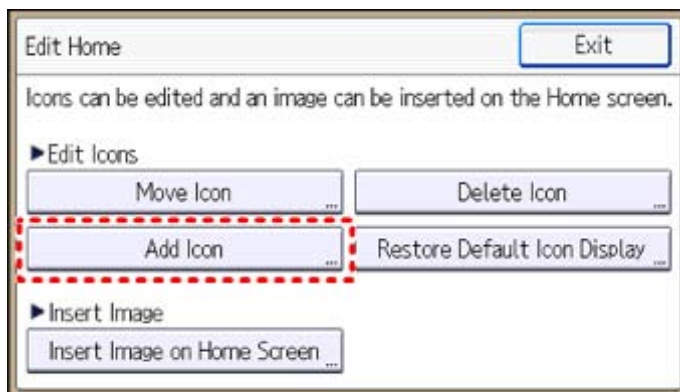 Edit Home Exit
Icons can be edited and an image can be inserted on the Home screen.
►Edit Icons
Move Icon ... Delete Icon ...
Add Icon ... Restore Default Icon Display ...
►Insert Image
Insert Image on Home Screen ...